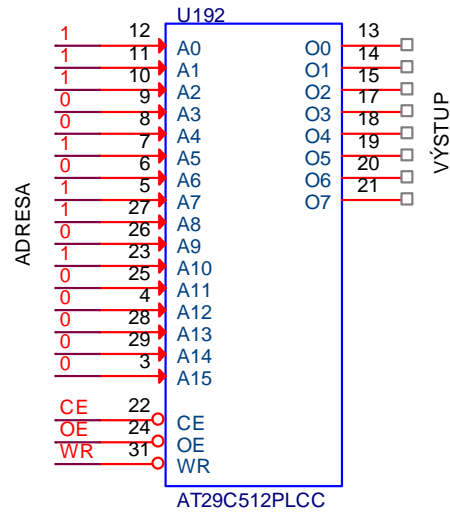 U192
1 12 A0 O0 13
1 11 A1 O1 14
1 10 A2 O2 15
0 9 A3 O3 17
0 8 A4 O4 18
1 7 A5 O5 19
0 6 A6 O6 20
1 5 A7 O7 21
1 27 A8
0 26 A9
1 23 A10
0 25 A11
0 4 A12
0 28 A13
0 29 A14
0 3 A15
CE 22 CE
OE 24 OE
WR 31 WR
ADRESA
VÝSTUP
AT29C512PLCC